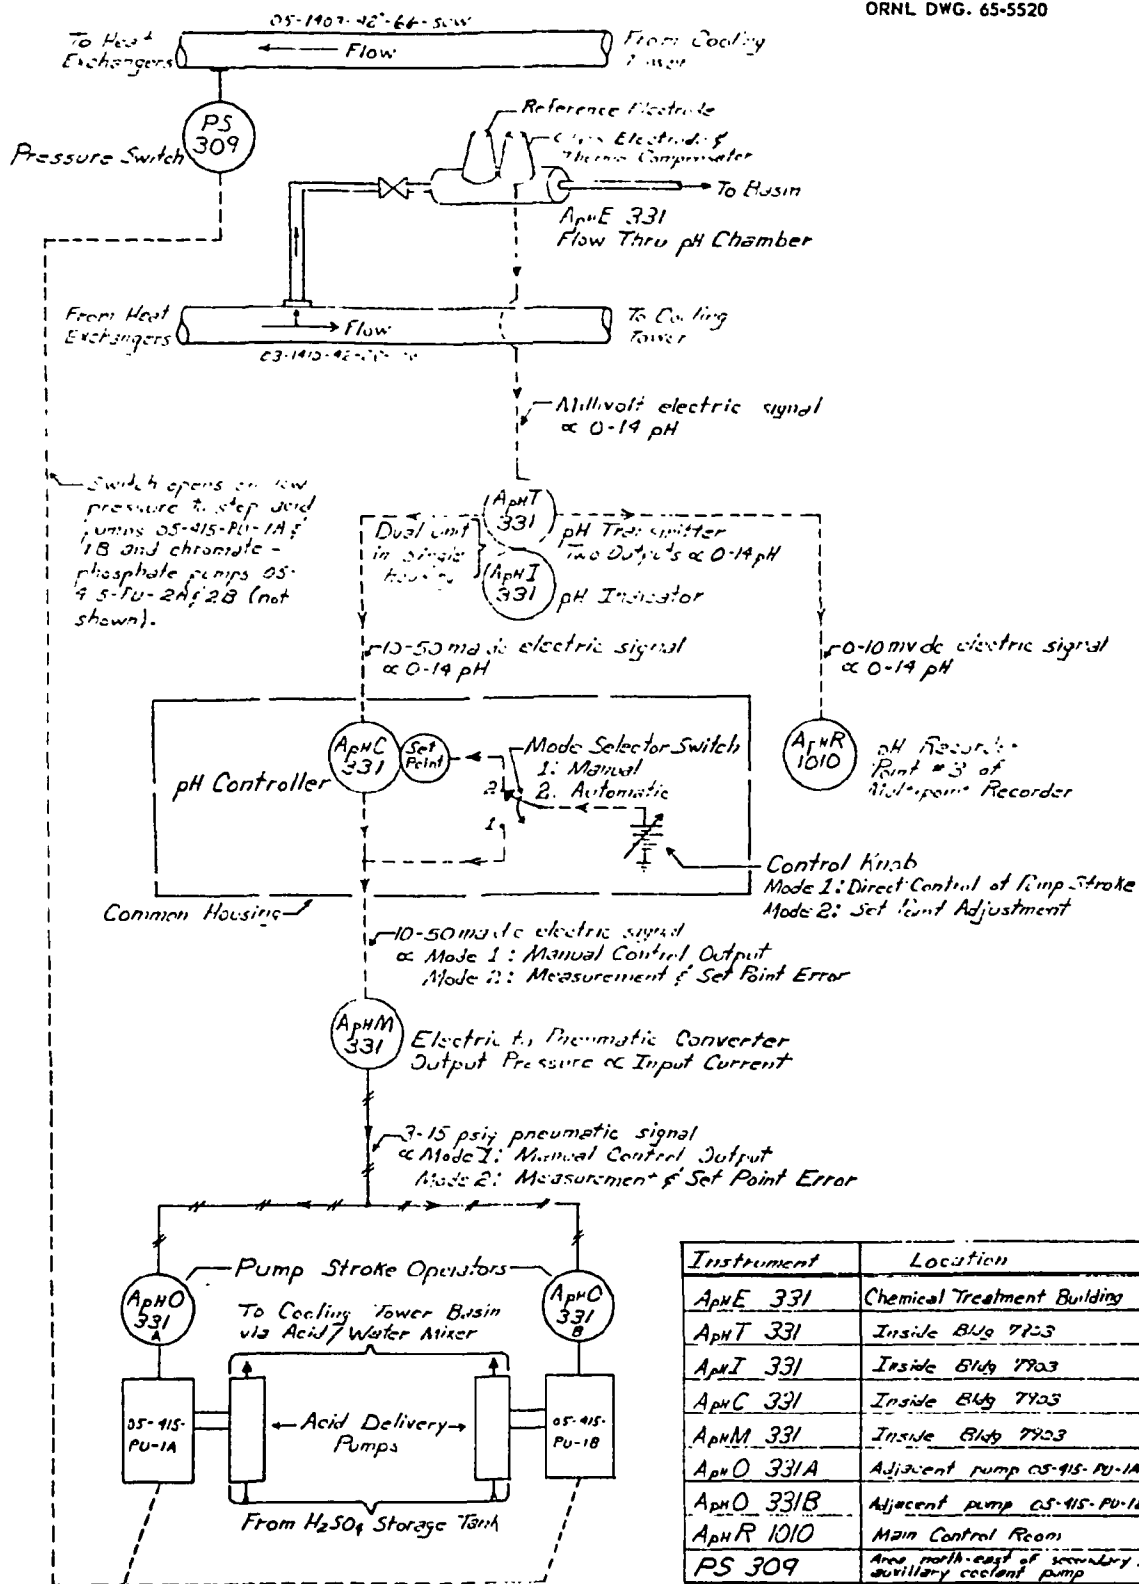 ORNL DWG. 65-5520
To Heat
Exchangers
Flow
From Cooling
Pressure Switch
PS
309
Reference Electrode
Electrode &
Thermo Compensator
To Basin
ApHE 331
Flow Thru pH Chamber
From Heat
Exchangers
Flow
To Cooling
Tower
Millivolt electric signal
∝ 0-14 pH
Switch opens on low
pressure to stop acid
pumps 05-415-PU-1A &
1B and chromate-
phosphate pumps 05-
2A & 2B (not
shown).
Dual unit
in single
housing
ApHT
331
pH Transmitter
Two Outputs ∝ 0-14 pH
ApHI
331
pH Indicator
10-50 ma dc electric signal
∝ 0-14 pH
0-10 mv dc electric signal
∝ 0-14 pH
pH Controller
ApHC
331
Set
Point
Mode Selector Switch
1: Manual
2. Automatic
2
1
ApHR
1010
pH Recorder
Point #3 of
Multipoint Recorder
Control Knob
Mode 1: Direct Control of Pump Stroke
Mode 2: Set Point Adjustment
Common Housing
10-50 ma dc electric signal
∝ Mode 1: Manual Control Output
Mode 2: Measurement & Set Point Error
ApHM
331
Electric to Pneumatic Converter
Output Pressure ∝ Input Current
3-15 psig pneumatic signal
∝ Mode 1: Manual Control Output
Mode 2: Measurement & Set Point Error
Pump Stroke Operators
ApHO
331
A
ApHO
331
B
To Cooling Tower Basin
via Acid/Water Mixer
05-415-
PU-1A
Acid Delivery
Pumps
05-415-
PU-1B
From H₂SO₄ Storage Tank
Instrument Location
ApHE 331 Chemical Treatment Building
ApHT 331 Inside Bldg 7903
ApHI 331 Inside Bldg 7903
ApHC 331 Inside Bldg 7903
ApHM 331 Inside Bldg 7903
ApHO 331A Adjacent pump 05-415-PU-1A
ApHO 331B Adjacent pump 05-415-PU-1B
ApHR 1010 Main Control Room
PS 309 Area north-east of secondary
auxillary coolant pump